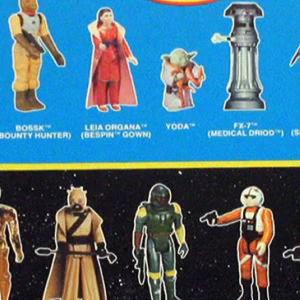 BOSSK™
BOUNTY HUNTER)
LEIA ORGANA™
(BESPIN™ GOWN)
YODA™
FX-7™
(MEDICAL DROID™)